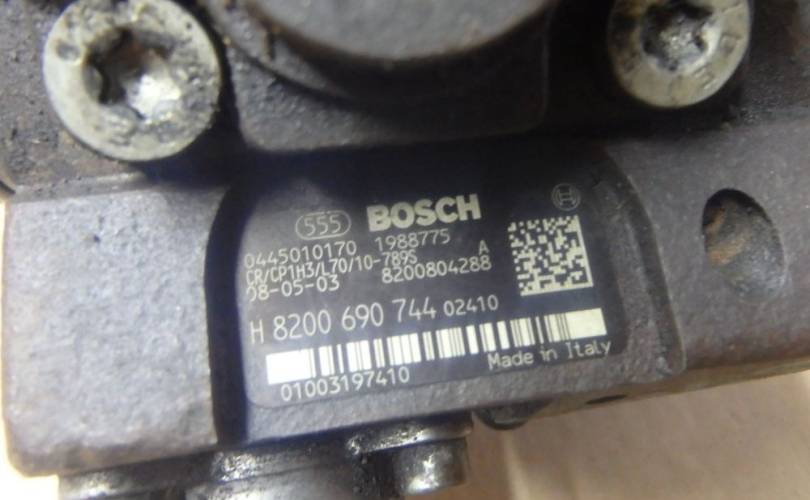 555 BOSCH
0445010170 1988775
CR/CP1H3/L70/10-789S A
08-05-03 8200804288
H 8200 690 744 02410
Made in Italy
01003197410